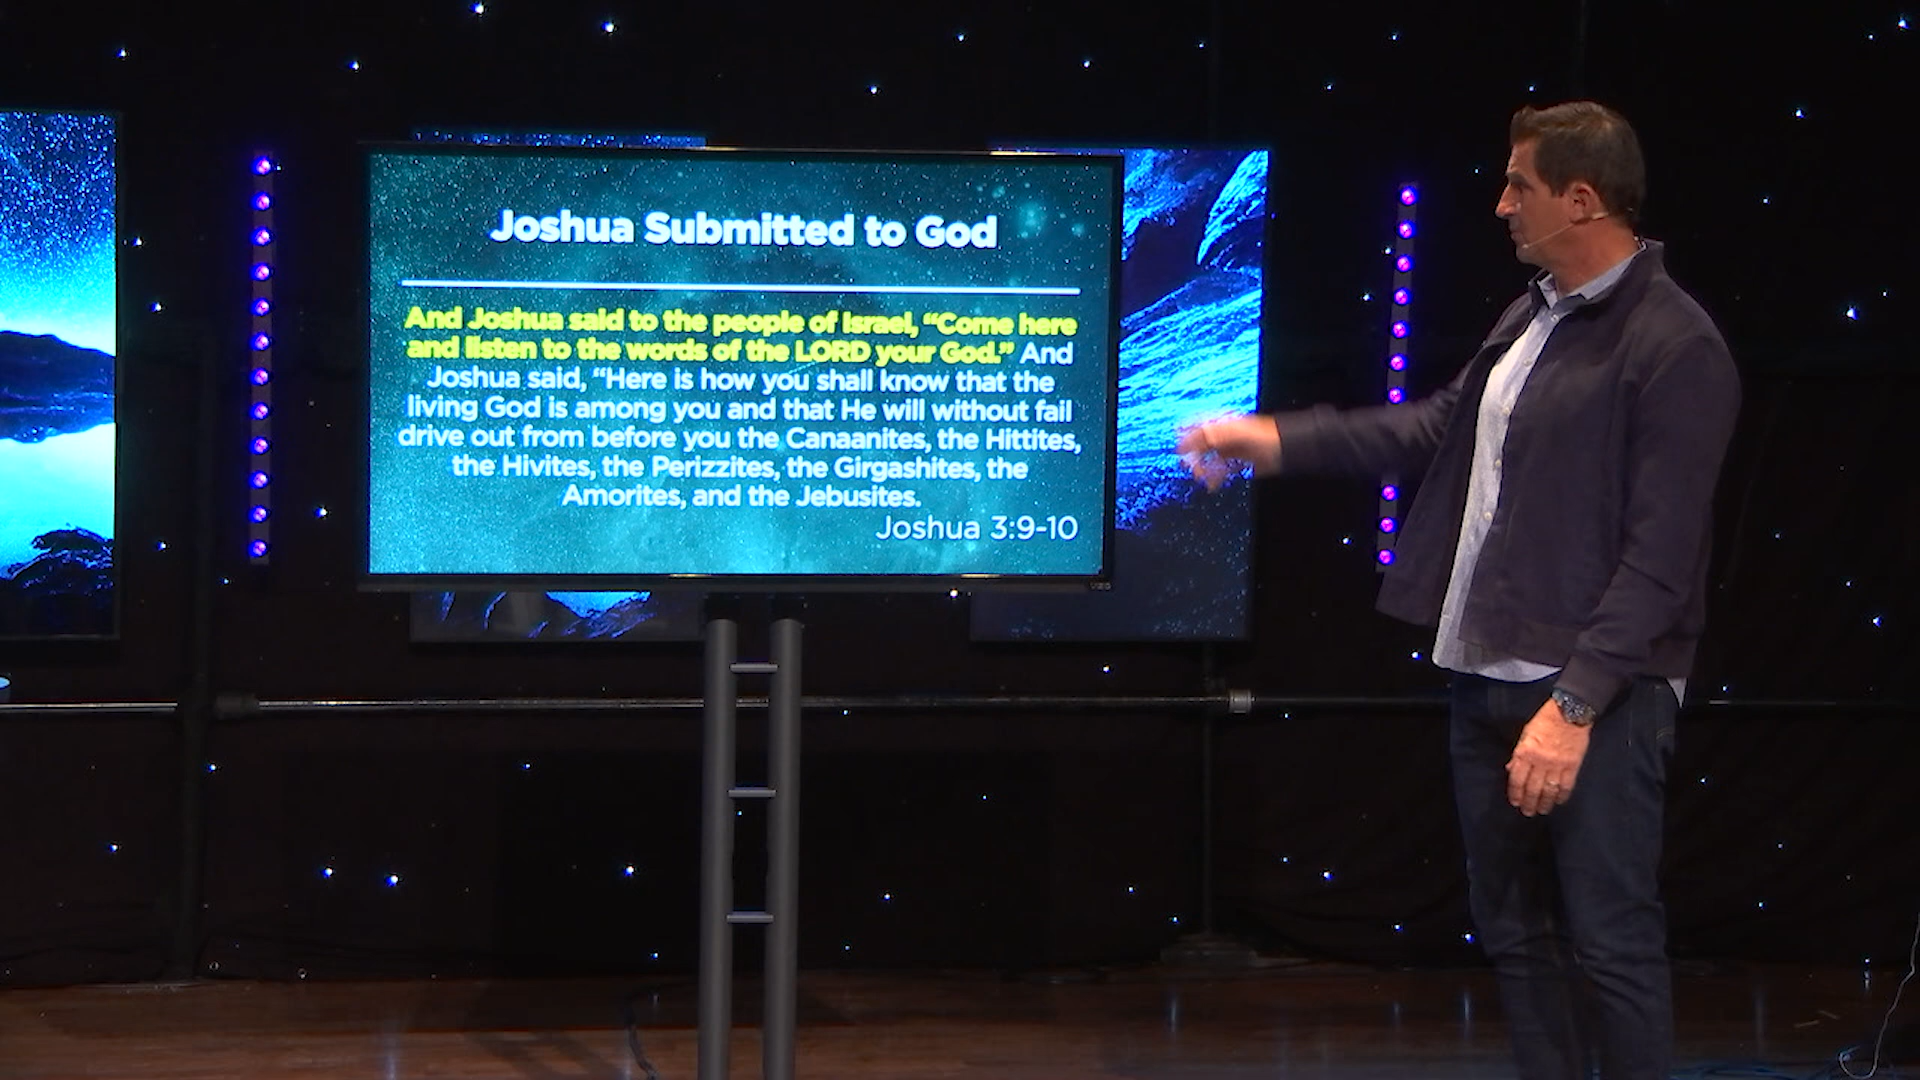 Joshua Submitted to God
And Joshua said to the people of Israel, “Come here
and listen to the words of the LORD your God.” And
Joshua said, “Here is how you shall know that the
living God is among you and that He will without fail
drive out from before you the Canaanites, the Hittites,
the Hivites, the Perizzites, the Girgashites, the
Amorites, and the Jebusites.
Joshua 3:9-10